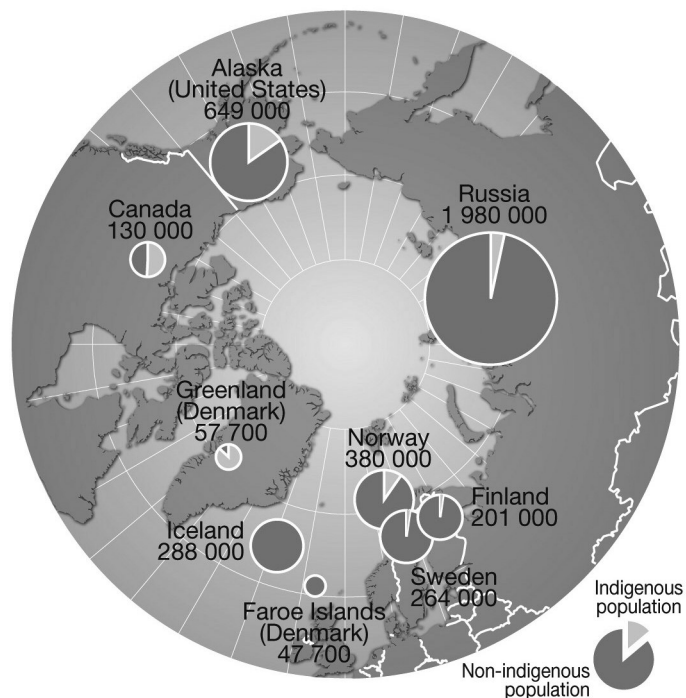 Alaska
(United States)
649 000
Russia
1 980 000
Canada
130 000
Greenland
(Denmark)
57 700
Norway
380 000
Finland
201 000
Iceland
288 000
Sweden
264 000
Faroe Islands
(Denmark)
47 700
Indigenous
population
Non-indigenous
population